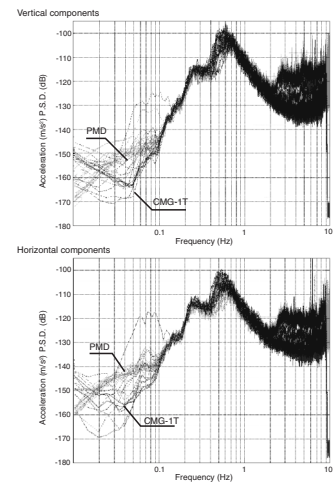 Vertical components
-100
-110
-120
-130
-140
-150
-160
-170
-180
Acceleration (m/s²) P.S.D. (dB)
PMD
CMG-1T
0.1
1
10
Frequency (Hz)
Horizontal components
-100
-110
-120
-130
-140
-150
-160
-170
-180
Acceleration (m/s²) P.S.D. (dB)
PMD
CMG-1T
0.1
1
10
Frequency (Hz)